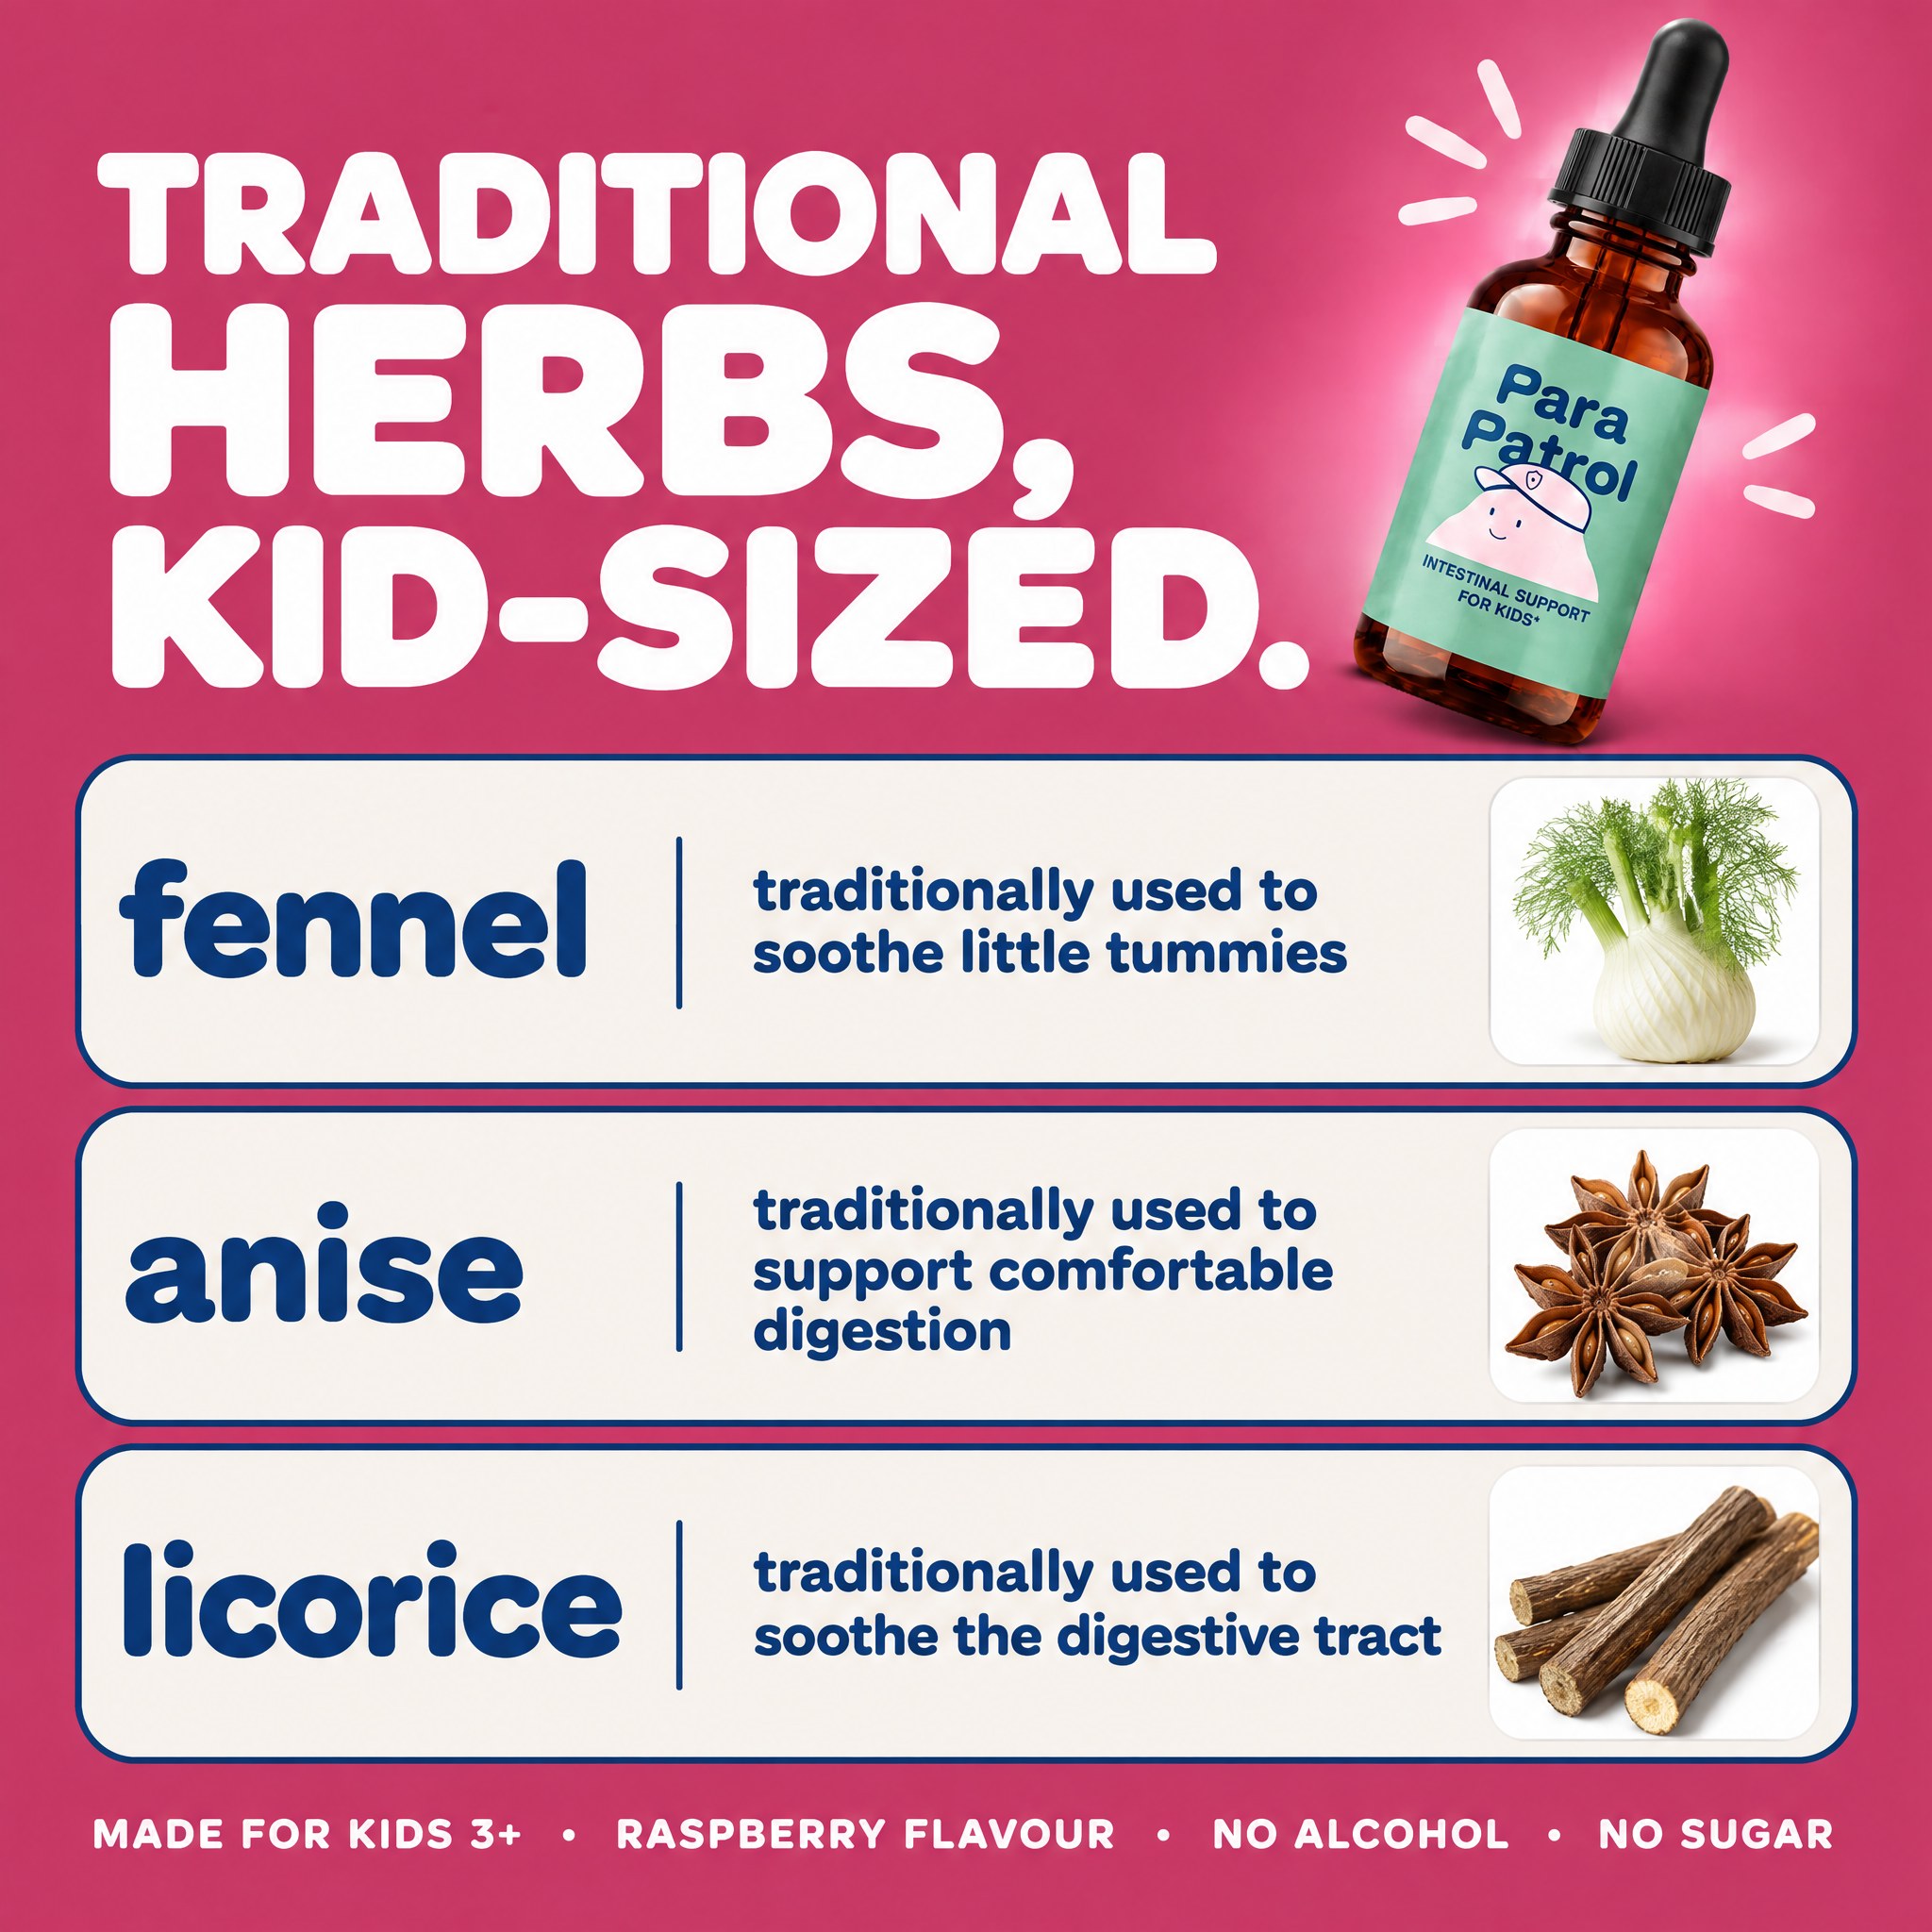 TRADITIONAL
HERBS,
KID-SIZED.
Para
Patrol
INTESTINAL SUPPORT
FOR KIDS*
fennel
traditionally used to
soothe little tummies
anise
traditionally used to
support comfortable
digestion
licorice
traditionally used to
soothe the digestive tract
MADE FOR KIDS 3+ • RASPBERRY FLAVOUR • NO ALCOHOL • NO SUGAR